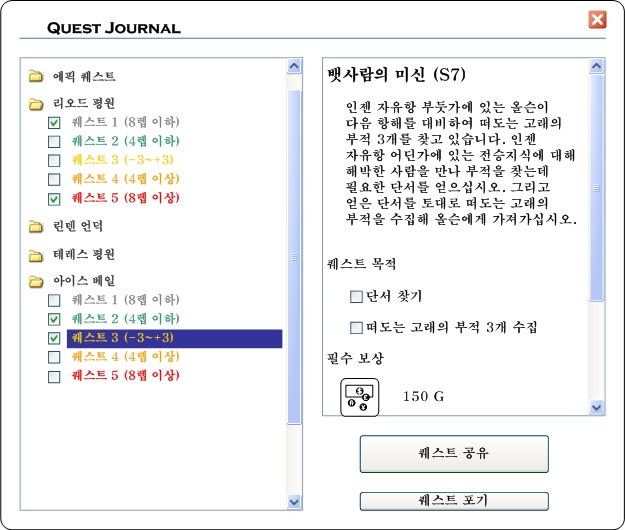 QUEST JOURNAL
에픽 퀘스트
리오드 평원
퀘스트 1 (8렙 이하)
퀘스트 2 (4렙 이하)
퀘스트 3 (-3~+3)
퀘스트 4 (4렙 이상)
퀘스트 5 (8렙 이상)
린덴 언덕
테레스 평원
아이스 베일
퀘스트 1 (8렙 이하)
퀘스트 2 (4렙 이하)
퀘스트 3 (-3~+3)
퀘스트 4 (4렙 이상)
퀘스트 5 (8렙 이상)
뱃사람의 미신 (S7)
인젠 자유항 부둣가에 있는 올슨이
다음 항해를 대비하여 떠도는 고래의
부적 3개를 찾고 있습니다. 인젠
자유항 어딘가에 있는 전승지식에 대해
해박한 사람을 만나 부적을 찾는데
필요한 단서를 얻으십시오. 그리고
얻은 단서를 토대로 떠도는 고래의
부적을 수집해 올슨에게 가져가십시오.
퀘스트 목적
단서 찾기
떠도는 고래의 부적 3개 수집
필수 보상
150 G
퀘스트 공유
퀘스트 포기